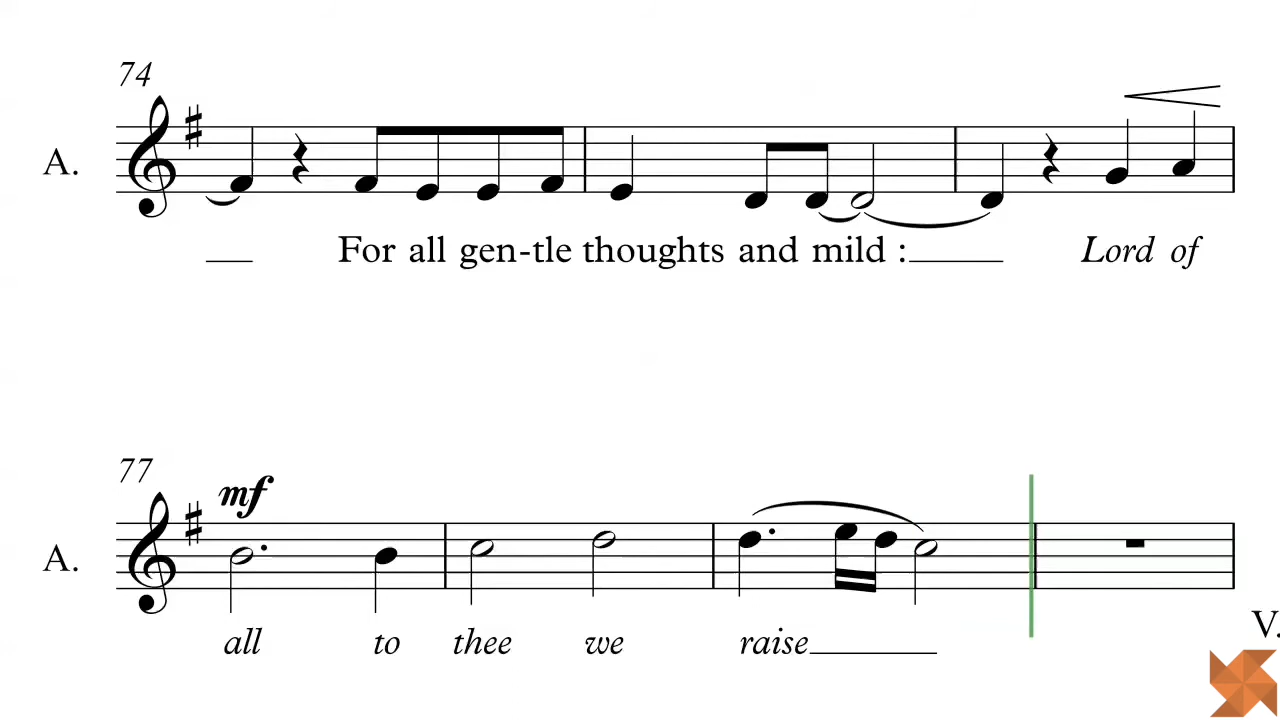 74
A.
For all gen-tle thoughts and mild : Lord of
77
mf
A.
all to thee we raise
V.